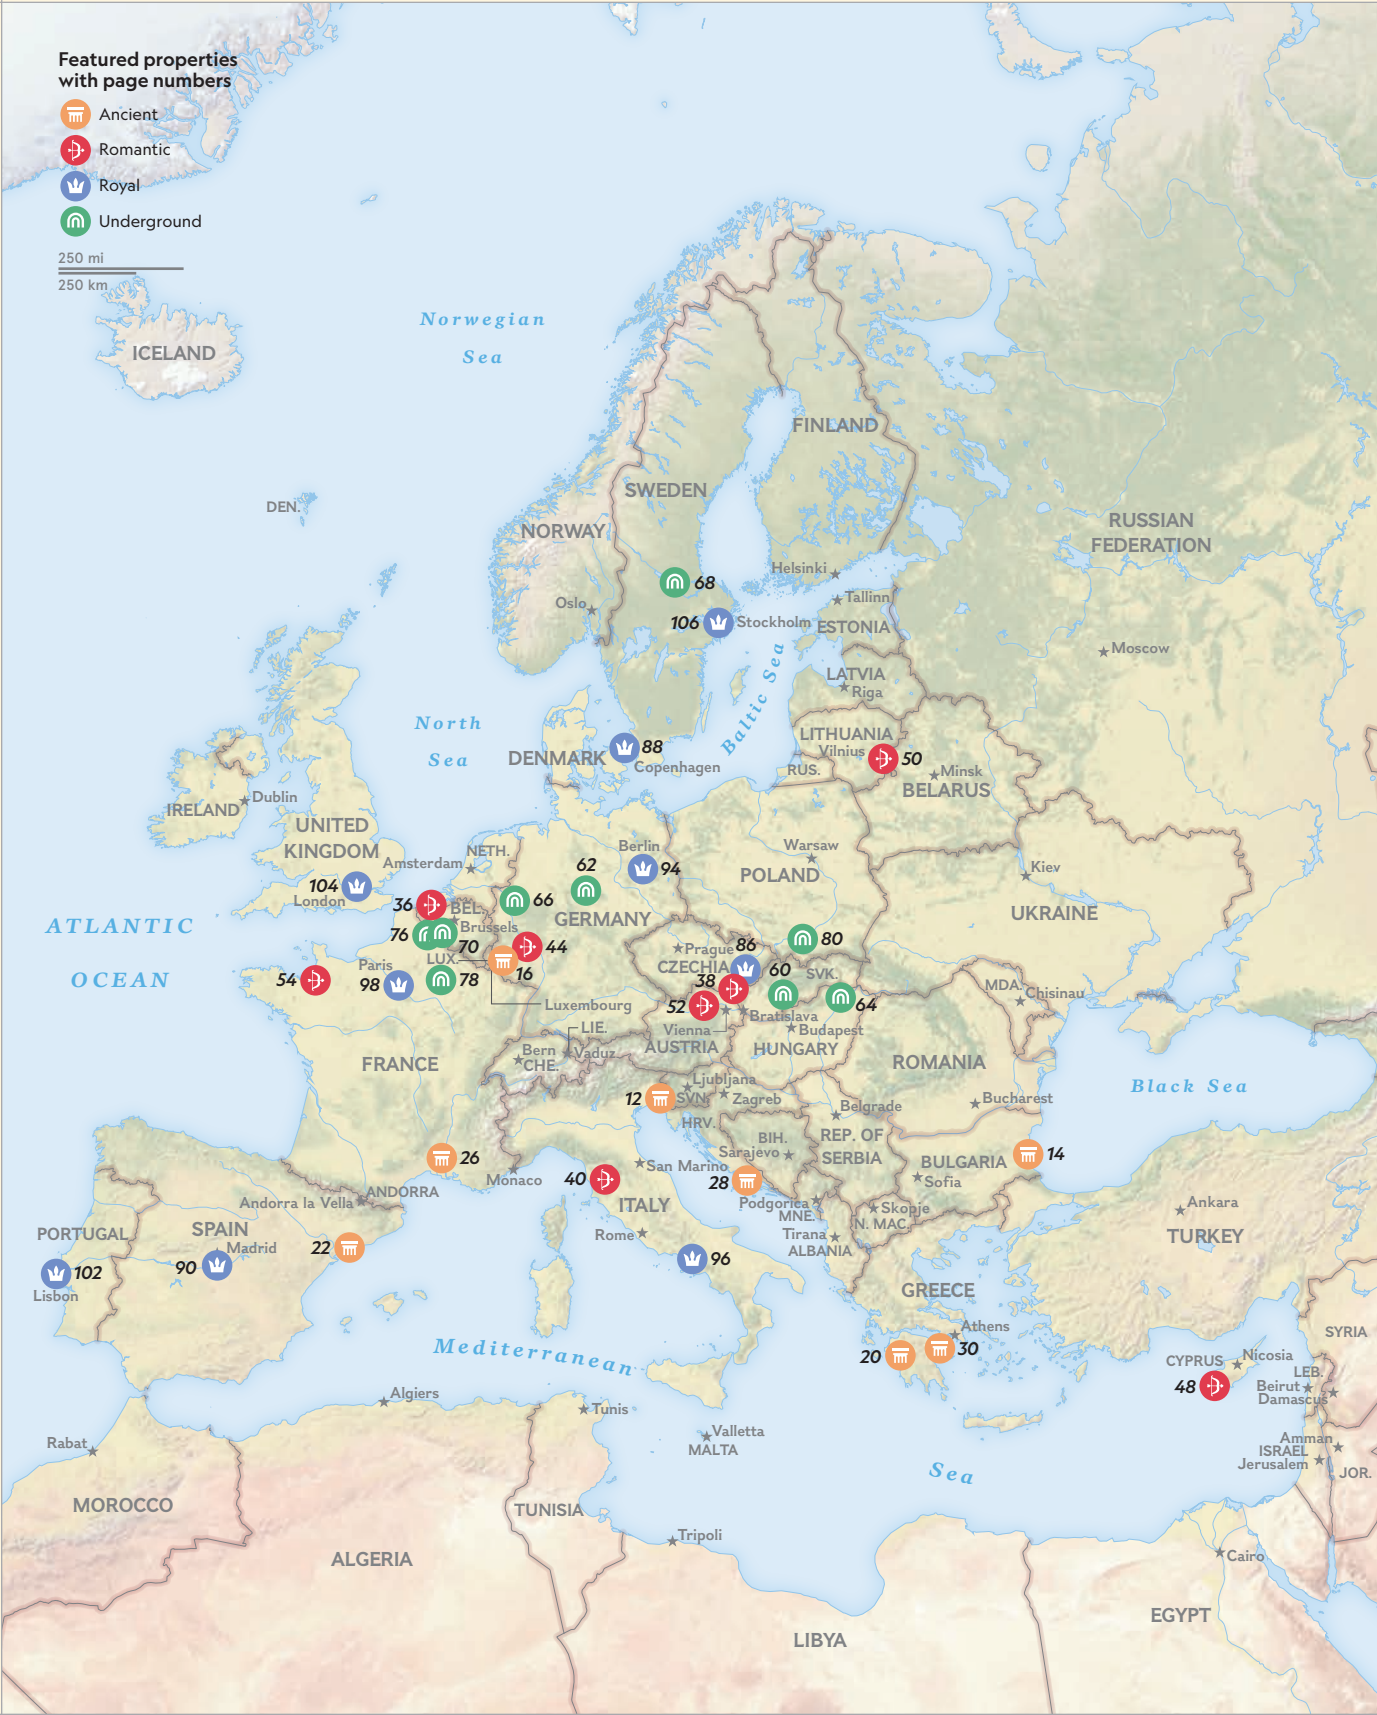 Featured properties
with page numbers
Ancient
Romantic
Royal
Underground
250 mi
250 km
ICELAND
Norwegian
Sea
FINLAND
SWEDEN
DEN.
NORWAY
RUSSIAN
FEDERATION
Helsinki
68
Oslo
Tallinn
106
Stockholm
ESTONIA
Moscow
Baltic Sea
LATVIA
Riga
North
Sea
LITHUANIA
Vilnius
50
88
DENMARK
Copenhagen
RUS.
Minsk
BELARUS
Dublin
IRELAND
UNITED
KINGDOM
NETH.
Amsterdam
Berlin
94
62
Warsaw
POLAND
Kiev
104
London
36
BEL.
66
GERMANY
UKRAINE
ATLANTIC
OCEAN
Brussels
76
70
44
Prague
86
80
LUX.
16
CZECHIA
60
SVK.
Paris
98
78
54
38
52
64
MDA.
Chisinau
Luxembourg
Bratislava
Vienna
Budapest
LIE.
AUSTRIA
HUNGARY
Bern
CHE.
Vaduz
FRANCE
ROMANIA
Black Sea
Ljubljana
12
SVN.
Zagreb
Bucharest
Belgrade
HRV.
BIH.
REP. OF
SERBIA
Sarajevo
26
San Marino
BULGARIA
14
Sofia
Monaco
40
28
ITALY
ANDORRA
Andorra la Vella
Podgorica
MNE.
Skopje
N. MAC.
Ankara
TURKEY
PORTUGAL
SPAIN
Madrid
22
Rome
Tirana
ALBANIA
90
96
102
Lisbon
GREECE
Mediterranean
Athens
20
30
SYRIA
CYPRUS
Nicosia
48
LEB.
Beirut
Damascus
Algiers
Tunis
Valletta
MALTA
Rabat
Amman
ISRAEL
Jerusalem
JOR.
Sea
MOROCCO
TUNISIA
Tripoli
ALGERIA
Cairo
EGYPT
LIBYA